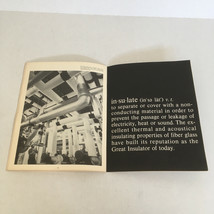 in·su·late (in'sə lāt') v. t.
to separate or cover with a non-
conducting material in order to
prevent the passage or leakage of
electricity, heat or sound. The ex-
cellent thermal and acoustical
insulating properties of fiber glass
have built its reputation as the
Great Insulator of today.